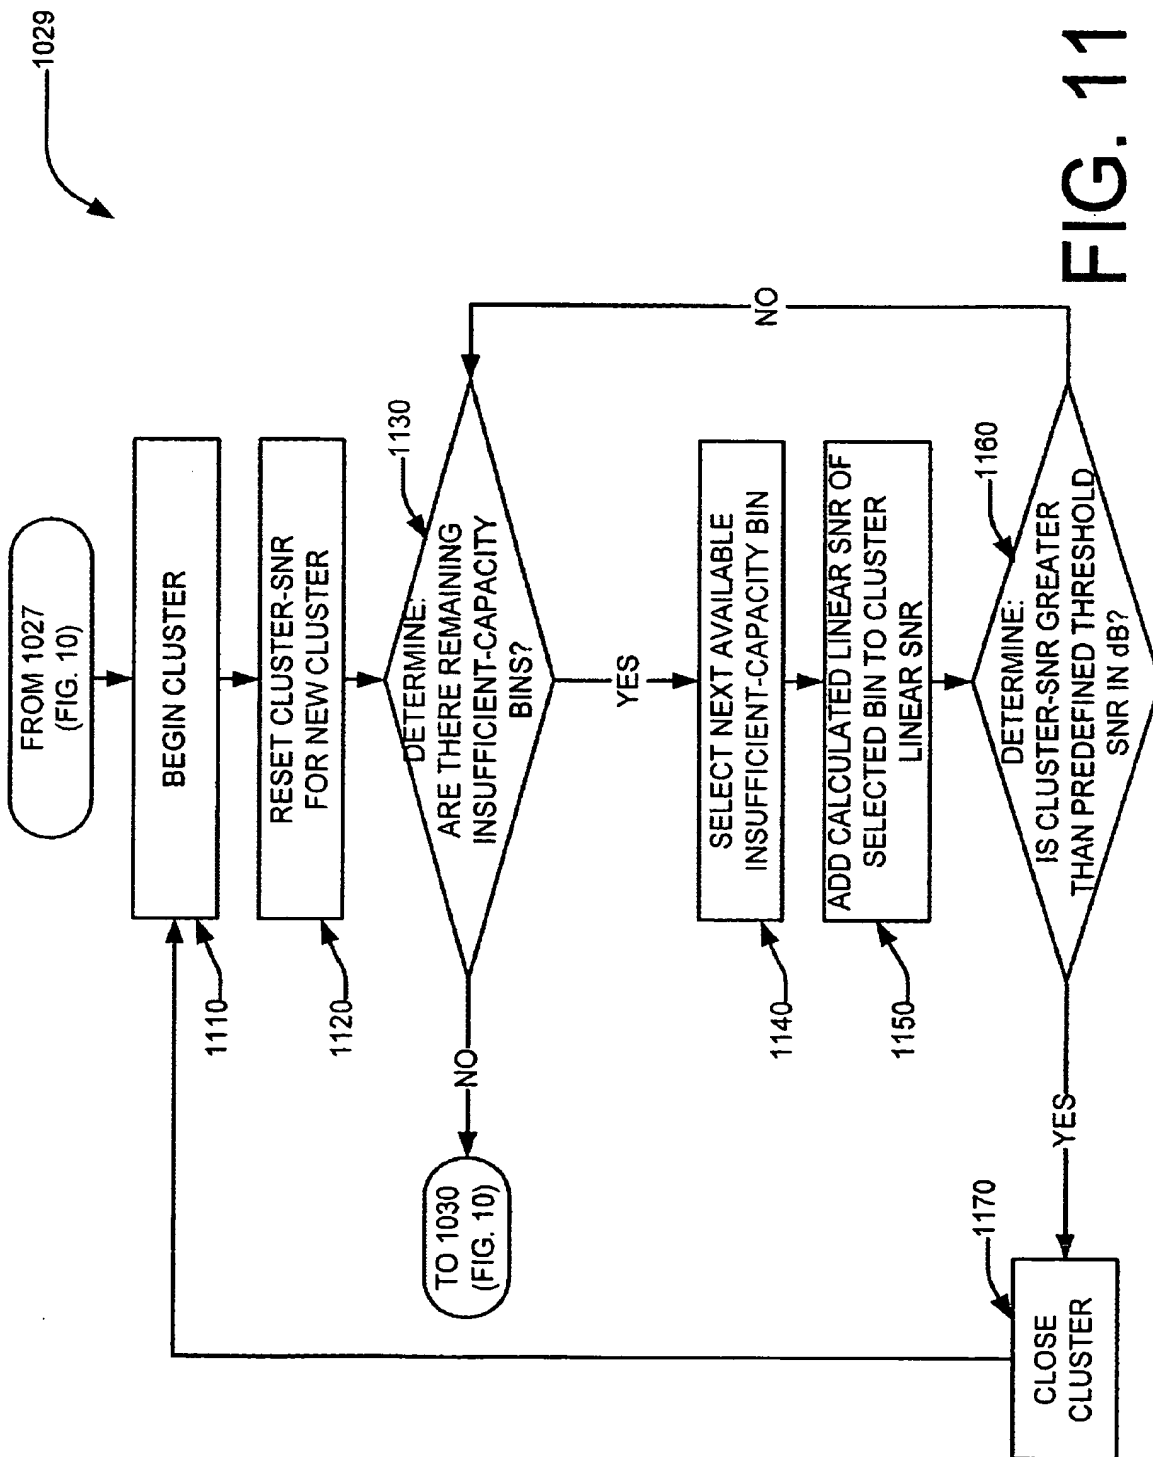 1029
FROM 1027
(FIG. 10)
BEGIN CLUSTER
1110
RESET CLUSTER-SNR
FOR NEW CLUSTER
1120
DETERMINE:
ARE THERE REMAINING
INSUFFICIENT-CAPACITY
BINS?
1130
NO
TO 1030
(FIG. 10)
YES
SELECT NEXT AVAILABLE
INSUFFICIENT-CAPACITY BIN
1140
ADD CALCULATED LINEAR SNR OF
SELECTED BIN TO CLUSTER
LINEAR SNR
1150
DETERMINE:
IS CLUSTER-SNR GREATER
THAN PREDEFINED THRESHOLD
SNR IN dB?
1160
NO
YES
CLOSE
CLUSTER
1170
FIG. 11